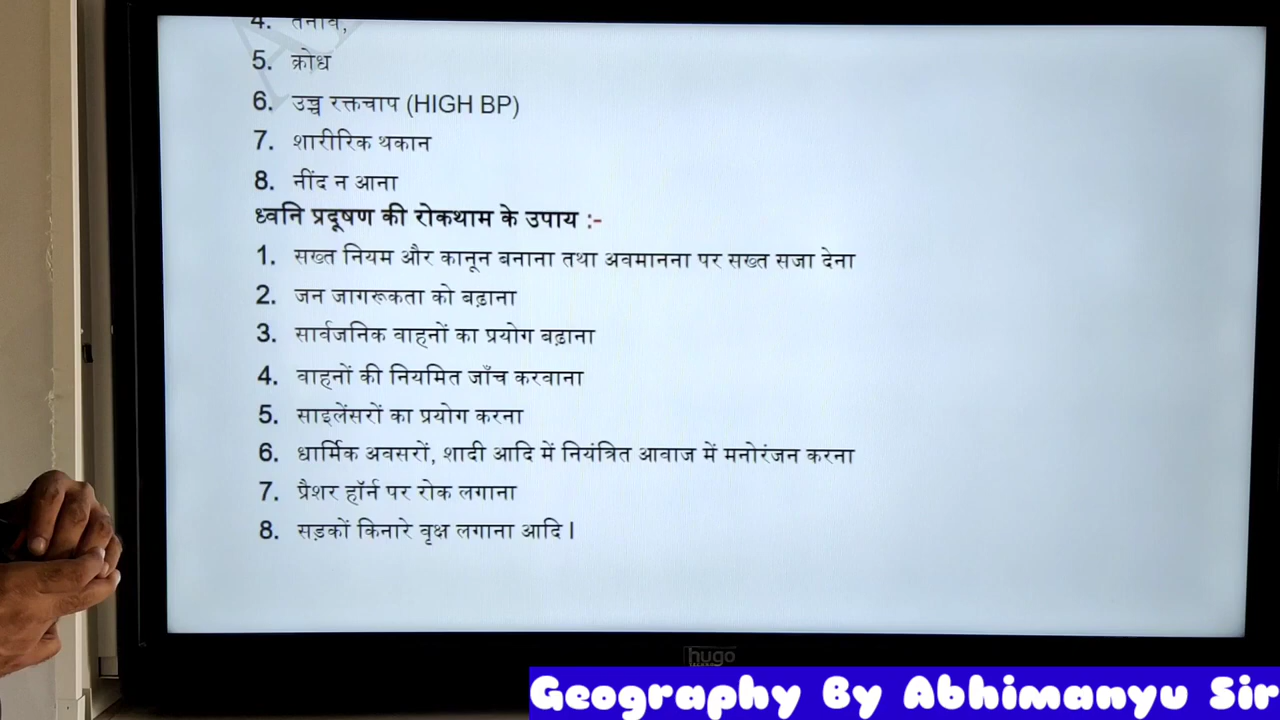 4. तनाव,
5. क्रोध
6. उच्च रक्तचाप (HIGH BP)
7. शारीरिक थकान
8. नींद न आना
ध्वनि प्रदूषण की रोकथाम के उपाय :-
1. सख्त नियम और कानून बनाना तथा अवमानना पर सख्त सजा देना
2. जन जागरूकता को बढ़ाना
3. सार्वजनिक वाहनों का प्रयोग बढ़ाना
4. वाहनों की नियमित जाँच करवाना
5. साइलेंसरों का प्रयोग करना
6. धार्मिक अवसरों, शादी आदि में नियंत्रित आवाज में मनोरंजन करना
7. प्रैशर हॉर्न पर रोक लगाना
8. सड़कों किनारे वृक्ष लगाना आदि।
hugo
Geography By Abhimanyu Sir